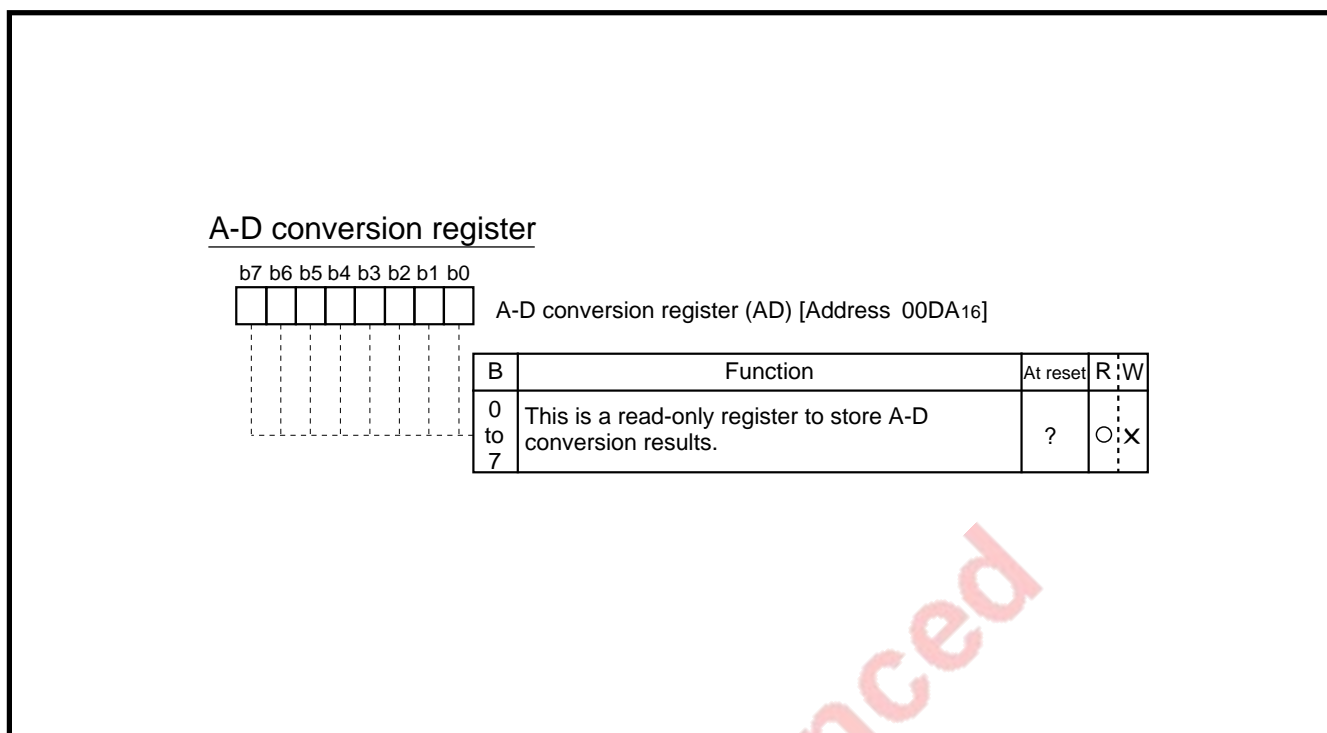 A-D conversion register
b7 b6 b5 b4 b3 b2 b1 b0
A-D conversion register (AD) [Address 00DA16]
B Function At reset R W
0 to 7 This is a read-only register to store A-D conversion results. ? ○ ×